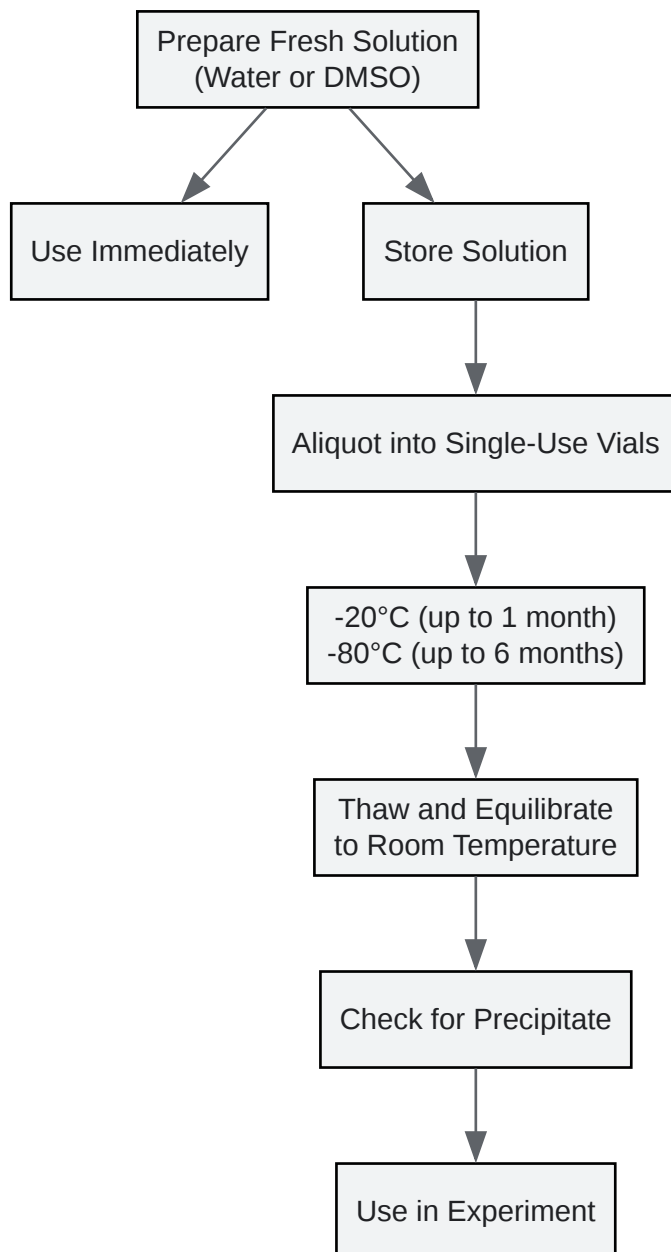 Prepare Fresh Solution
(Water or DMSO)
Use Immediately
Store Solution
Aliquot into Single-Use Vials
-20°C (up to 1 month)
-80°C (up to 6 months)
Thaw and Equilibrate
to Room Temperature
Check for Precipitate
Use in Experiment